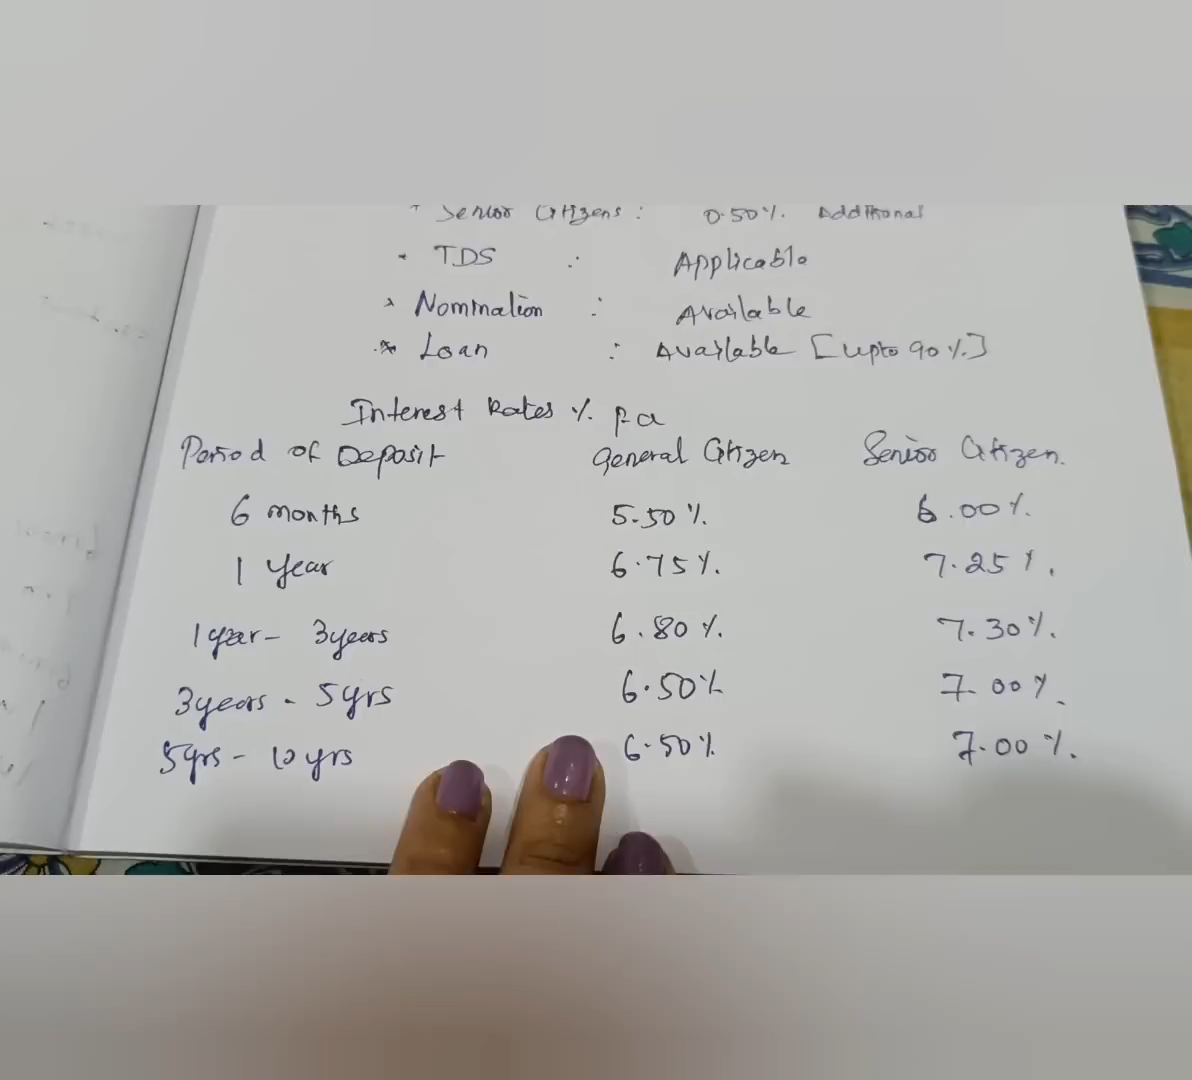 * Senior Citizens : 0.50% Additional
* TDS : Applicable
* Nomination : Available
* Loan : Available [upto 90%]
Interest Rates % P.a
Period of Deposit General Citizen Senior Citizen.
6 months 5.50% 6.00%
1 year 6.75% 7.25%
1 year - 3 years 6.80% 7.30%
3 years - 5 yrs 6.50% 7.00%
5 yrs - 10 yrs 6.50% 7.00%